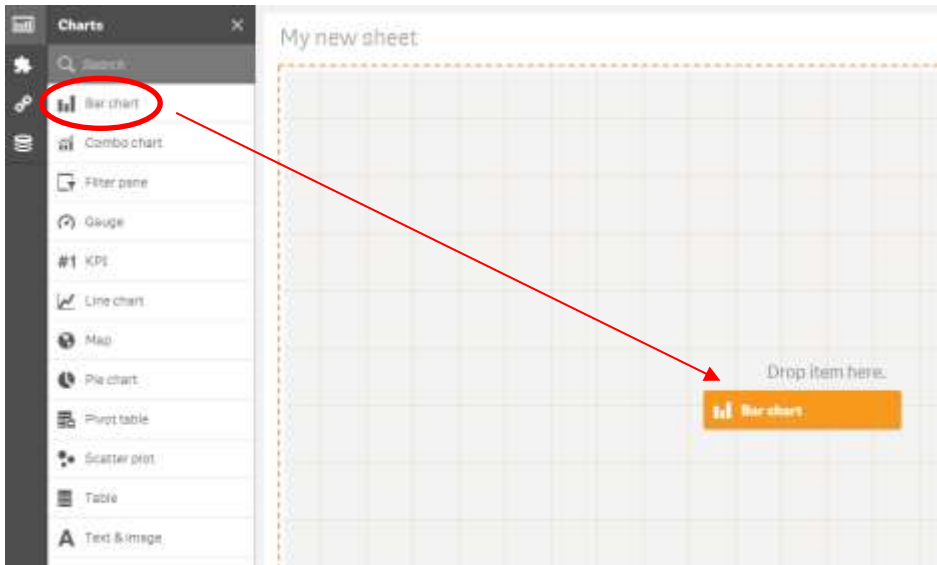 Charts
Search
Bar chart
Combo chart
Filter pane
Gauge
#1 KPI
Line chart
Map
Pie chart
Pivot table
Scatter plot
Table
A Text & image
My new sheet
Drop item here.
Bar chart